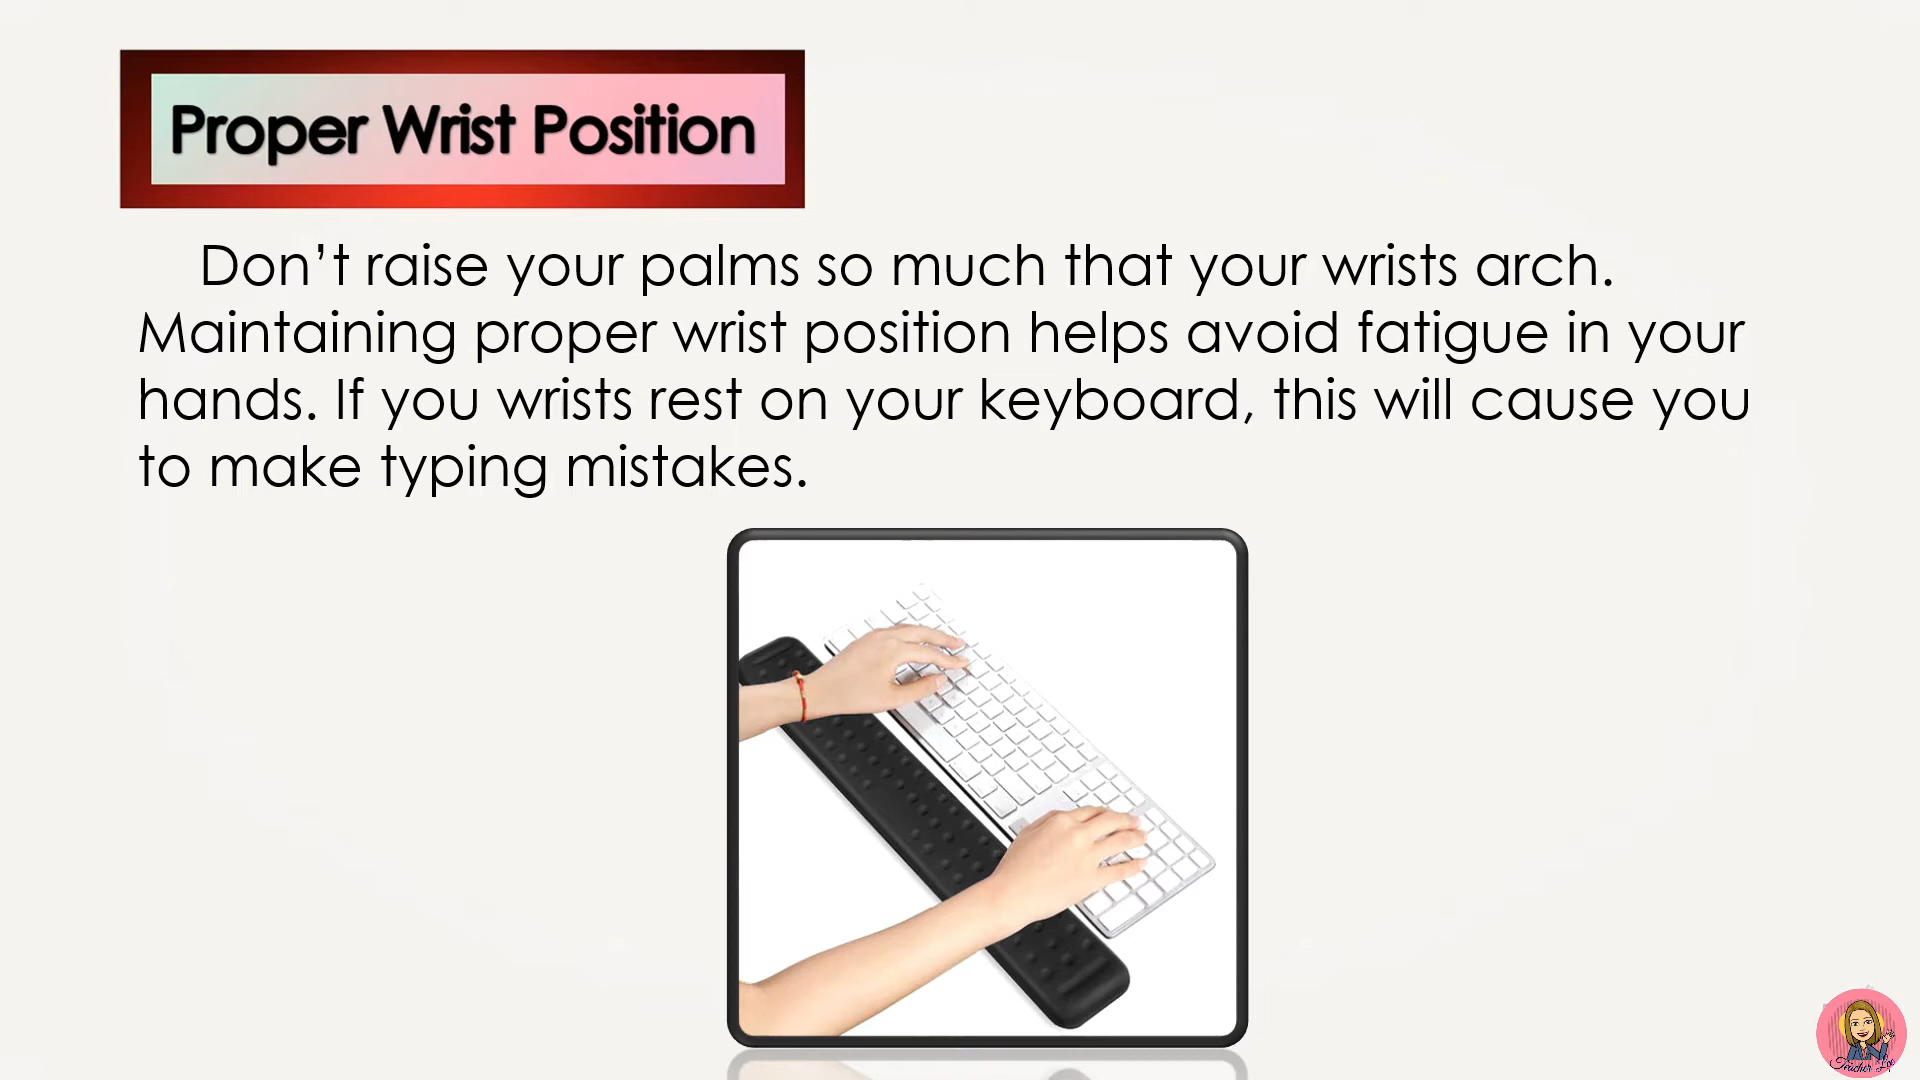 Proper Wrist Position
Don’t raise your palms so much that your wrists arch.
Maintaining proper wrist position helps avoid fatigue in your
hands. If you wrists rest on your keyboard, this will cause you
to make typing mistakes.
Teacher